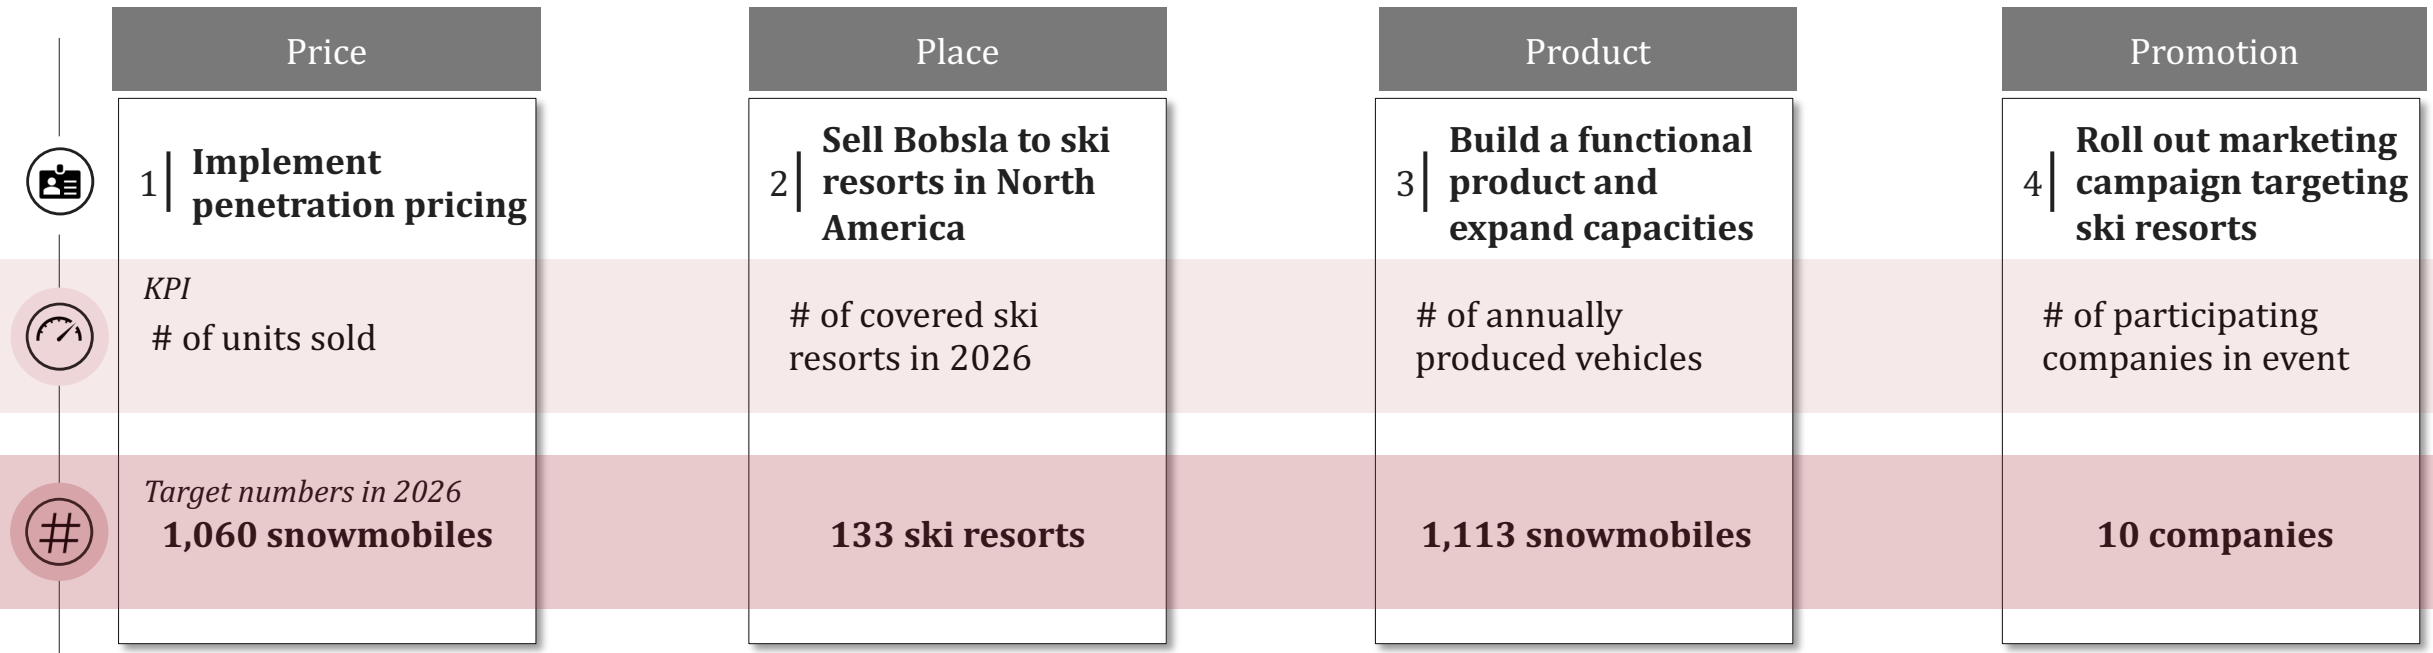 Price
1
Implement
penetration pricing
KPI
# of units sold
Target numbers in 2026
1,060 snowmobiles
Place
2
Sell Bobsla to ski
resorts in North
America
# of covered ski
resorts in 2026
133 ski resorts
Product
3
Build a functional
product and
expand capacities
# of annually
produced vehicles
1,113 snowmobiles
Promotion
4
Roll out marketing
campaign targeting
ski resorts
# of participating
companies in event
10 companies
#